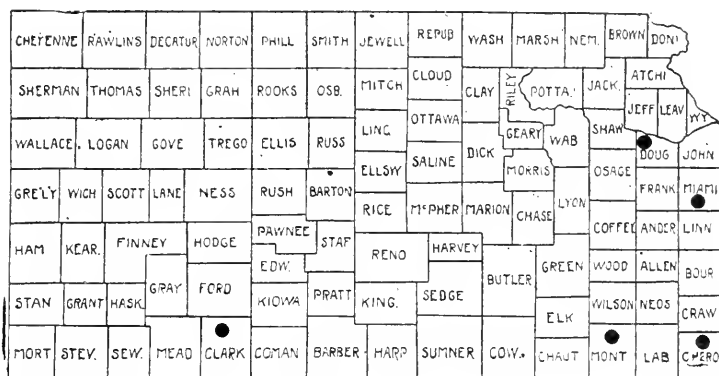 CHEYENNE RAWLINS DECATUR NORTON PHILL SMITH JEWELL REPUB WASH MARSH NEM. BROWN DONI
SHERMAN THOMAS SHERI GRAH ROOKS OSB. MITCH CLOUD CLAY RILEY POTTA. JACK. ATCHI
JEFF LEAV WY
OTTAWA
WALLACE. LOGAN GOVE TREGO ELLIS RUSS LINC DICK GEARY WAB SHAW DOUG JOHN
ELLSW SALINE MORRIS OSAGE
GRE'LY WICH SCOTT LANE NESS RUSH BARTON RICE McPHER MARION CHASE LYON FRANK MIAMI
HAM KEAR. FINNEY HODGE PAWNEE STAF RENO HARVEY COFFEE ANDER LINN
EDW.
GRAY FORD BUTLER GREEN WOOD ALLEN BOUR
STAN GRANT HASK. KIOWA PRATT KING. SEDGE WILSON NEOS CRAW
ELK
MORT STEV. SEW. MEAD CLARK COMAN BARBER HARP SUMNER COW. CHAUT MONT LAB CHERO